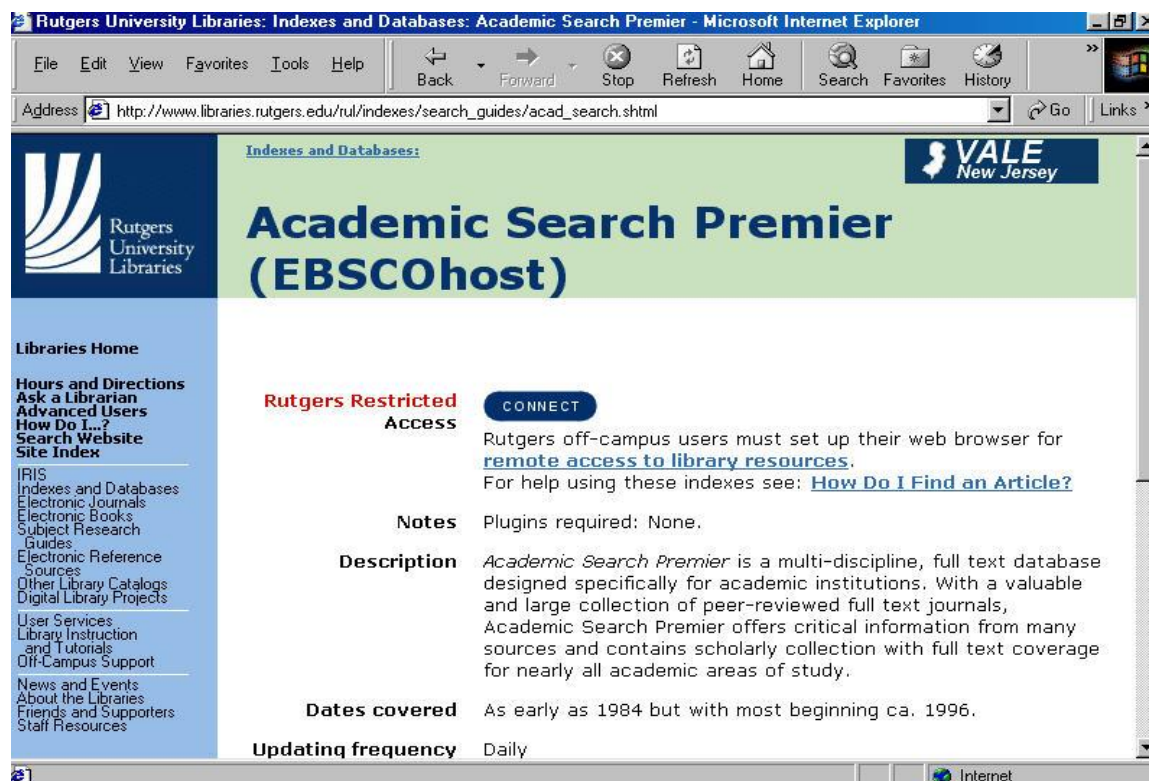 Rutgers University Libraries: Indexes and Databases: Academic Search Premier - Microsoft Internet Explorer
File Edit View Favorites Tools Help
Back Forward Stop Refresh Home Search Favorites History »
Address http://www.libraries.rutgers.edu/rul/indexes/search_guides/acad_search.shtml Go Links »
Rutgers
University
Libraries
Indexes and Databases:
VALE
New Jersey
Academic Search Premier
(EBSCOhost)
Libraries Home
Hours and Directions
Ask a Librarian
Advanced Users
How Do I...?
Search Website
Site Index
IRIS
Indexes and Databases
Electronic Journals
Electronic Books
Subject Research
Guides
Electronic Reference
Sources
Other Library Catalogs
Digital Library Projects
User Services
Library Instruction
and Tutorials
Off-Campus Support
News and Events
About the Libraries
Friends and Supporters
Staff Resources
Rutgers Restricted
Access
CONNECT
Rutgers off-campus users must set up their web browser for
remote access to library resources.
For help using these indexes see: How Do I Find an Article?
Notes Plugins required: None.
Description Academic Search Premier is a multi-discipline, full text database
designed specifically for academic institutions. With a valuable
and large collection of peer-reviewed full text journals,
Academic Search Premier offers critical information from many
sources and contains scholarly collection with full text coverage
for nearly all academic areas of study.
Dates covered As early as 1984 but with most beginning ca. 1996.
Updating frequency Daily
Internet